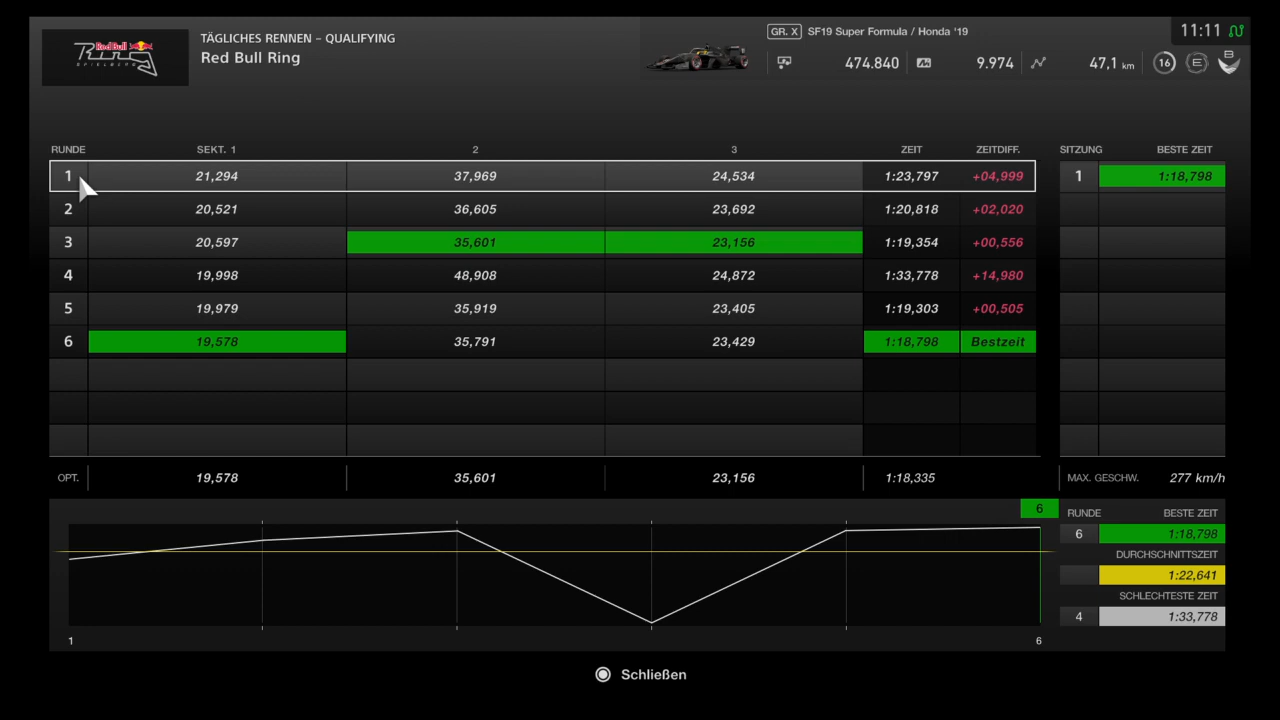 Red Bull
Ring
SPIELBERG
TÄGLICHES RENNEN – QUALIFYING
Red Bull Ring
GR. X SF19 Super Formula / Honda '19
11:11
474.840 9.974 47,1 km 16 E B
RUNDE SEKT. 1 2 3 ZEIT ZEITDIFF. SITZUNG BESTE ZEIT
1 21,294 37,969 24,534 1:23,797 +04,999 1 1:18,798
2 20,521 36,605 23,692 1:20,818 +02,020
3 20,597 35,601 23,156 1:19,354 +00,556
4 19,998 48,908 24,872 1:33,778 +14,980
5 19,979 35,919 23,405 1:19,303 +00,505
6 19,578 35,791 23,429 1:18,798 Bestzeit
OPT. 19,578 35,601 23,156 1:18,335 MAX. GESCHW. 277 km/h
6
RUNDE BESTE ZEIT
6 1:18,798
DURCHSCHNITTSZEIT
1:22,641
SCHLECHTESTE ZEIT
4 1:33,778
1 6
Schließen